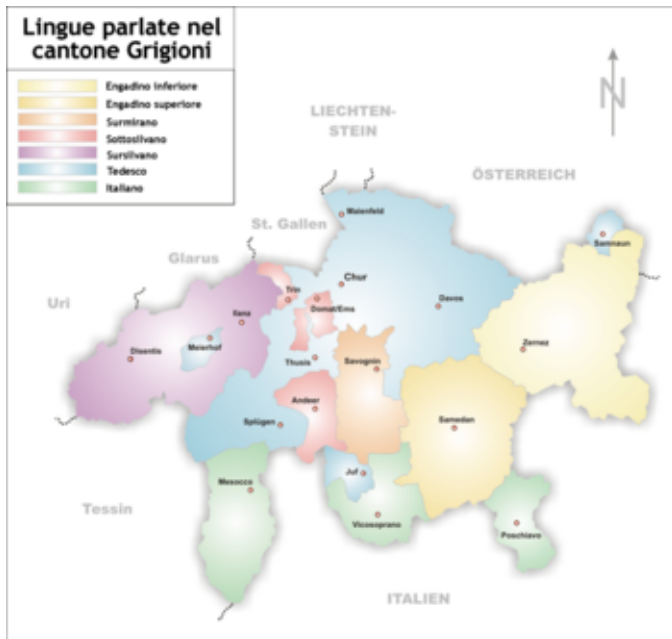 Lingue parlate nel
cantone Grigioni
Engadino inferiore
Engadino superiore
Surmirano
Sottosilvano
Sursilvano
Tedesco
Italiano
N
LIECHTEN-
STEIN
ÖSTERREICH
St. Gallen
Maienfeld
Samnaun
Glarus
Chur
Trin
Domat/Ems
Davos
Uri
Ilanz
Meierhof
Disentis
Thusis
Savognin
Zernez
Andeer
Splügen
Samedan
Juf
Mesocco
Tessin
Vicosoprano
Poschiavo
ITALIEN